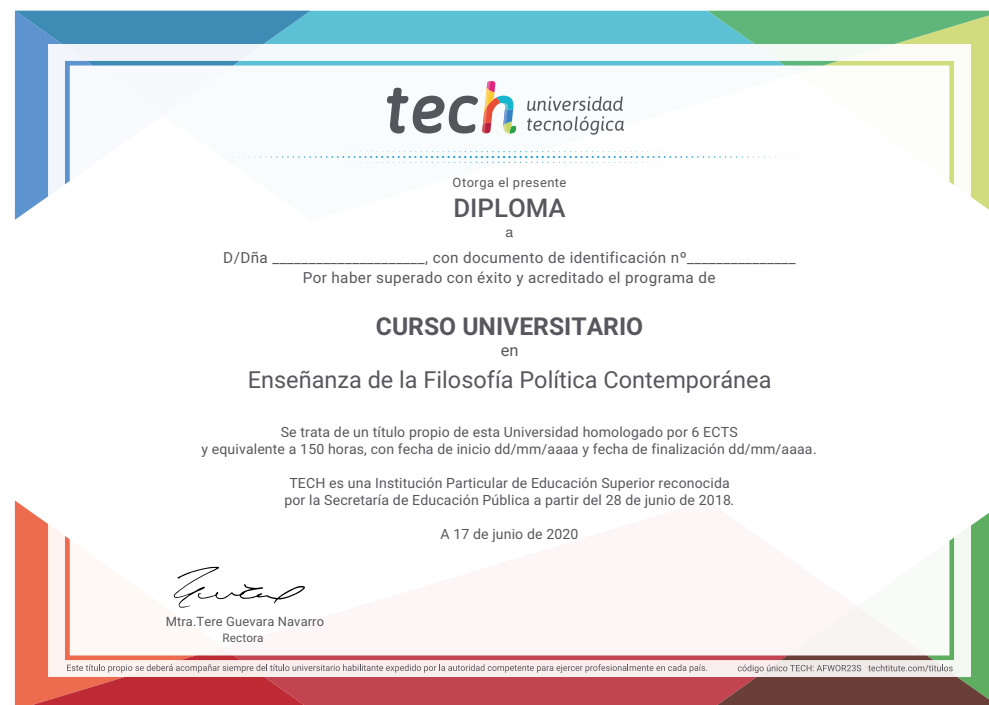 tech universidad
tecnológica
Otorga el presente
DIPLOMA
a
D/Dña ______________________, con documento de identificación nº_______________
Por haber superado con éxito y acreditado el programa de
CURSO UNIVERSITARIO
en
Enseñanza de la Filosofía Política Contemporánea
Se trata de un título propio de esta Universidad homologado por 6 ECTS
y equivalente a 150 horas, con fecha de inicio dd/mm/aaaa y fecha de finalización dd/mm/aaaa.
TECH es una Institución Particular de Educación Superior reconocida
por la Secretaría de Educación Pública a partir del 28 de junio de 2018.
A 17 de junio de 2020
Mtra.Tere Guevara Navarro
Rectora
Este título propio se deberá acompañar siempre del título universitario habilitante expedido por la autoridad competente para ejercer profesionalmente en cada país. código único TECH: AFWOR23S techtitute.com/titulos